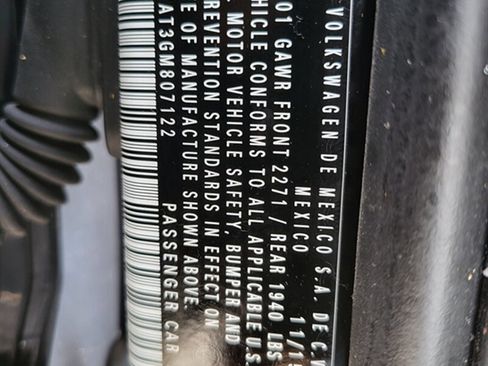 VOLKSWAGEN DE MEXICO S.A. DE C.V
MEXICO 11/15
01 GAWR FRONT 2271 / REAR 1940 LBS
HICLE CONFORMS TO ALL APPLICABLE U.S.
MOTOR VEHICLE SAFETY, BUMPER AND
REVENTION STANDARDS IN EFFECT ON
E OF MANUFACTURE SHOWN ABOVE.
AT3GM807122 PASSENGER CAR